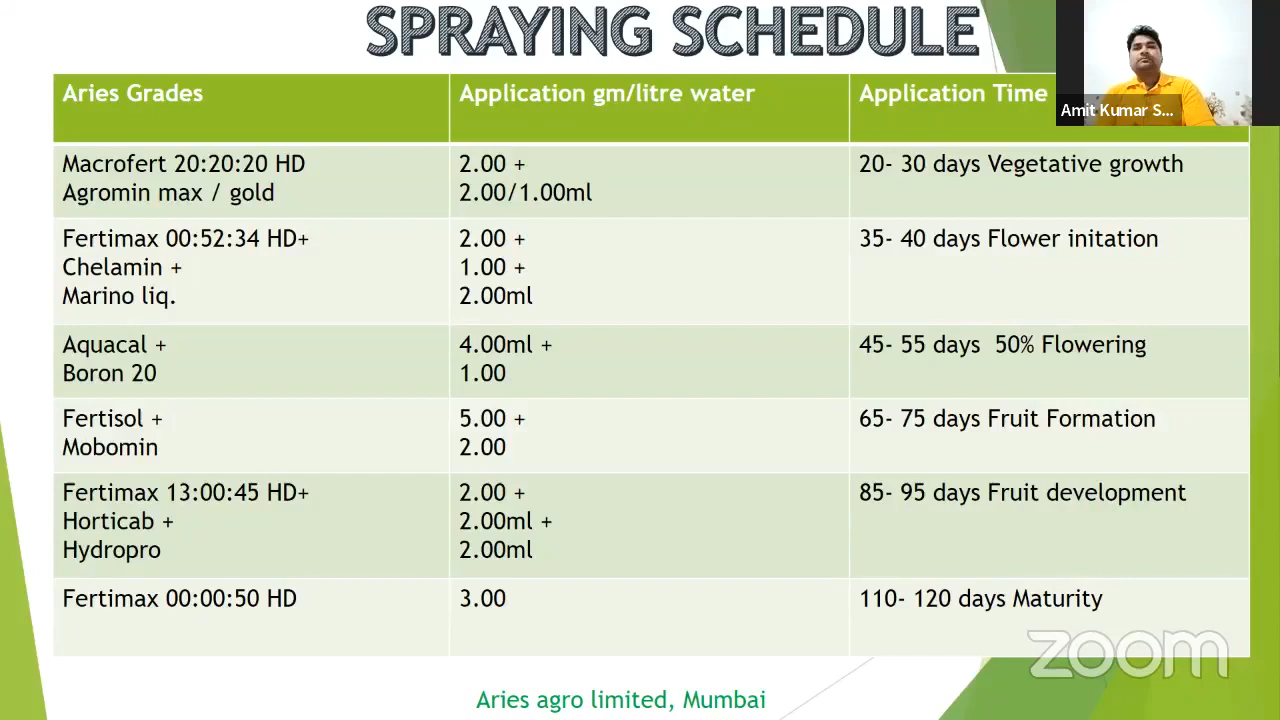 SPRAYING SCHEDULE
Aries Grades
Application gm/litre water
Application Time
Amit Kumar S...
Macrofert 20:20:20 HD
Agromin max / gold
2.00 +
2.00/1.00ml
20- 30 days Vegetative growth
Fertimax 00:52:34 HD+
Chelamin +
Marino liq.
2.00 +
1.00 +
2.00ml
35- 40 days Flower initation
Aquacal +
Boron 20
4.00ml +
1.00
45- 55 days  50% Flowering
Fertisol +
Mobomin
5.00 +
2.00
65- 75 days Fruit Formation
Fertimax 13:00:45 HD+
Horticab +
Hydropro
2.00 +
2.00ml +
2.00ml
85- 95 days Fruit development
Fertimax 00:00:50 HD
3.00
110- 120 days Maturity
zoom
Aries agro limited, Mumbai